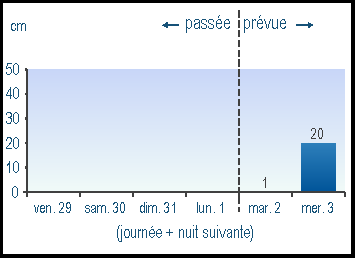 passée prévue
cm
50
40
30
20
10
0
20
1
ven. 29 sam. 30 dim. 31 lun. 1 mar. 2 mer. 3
(journée + nuit suivante)